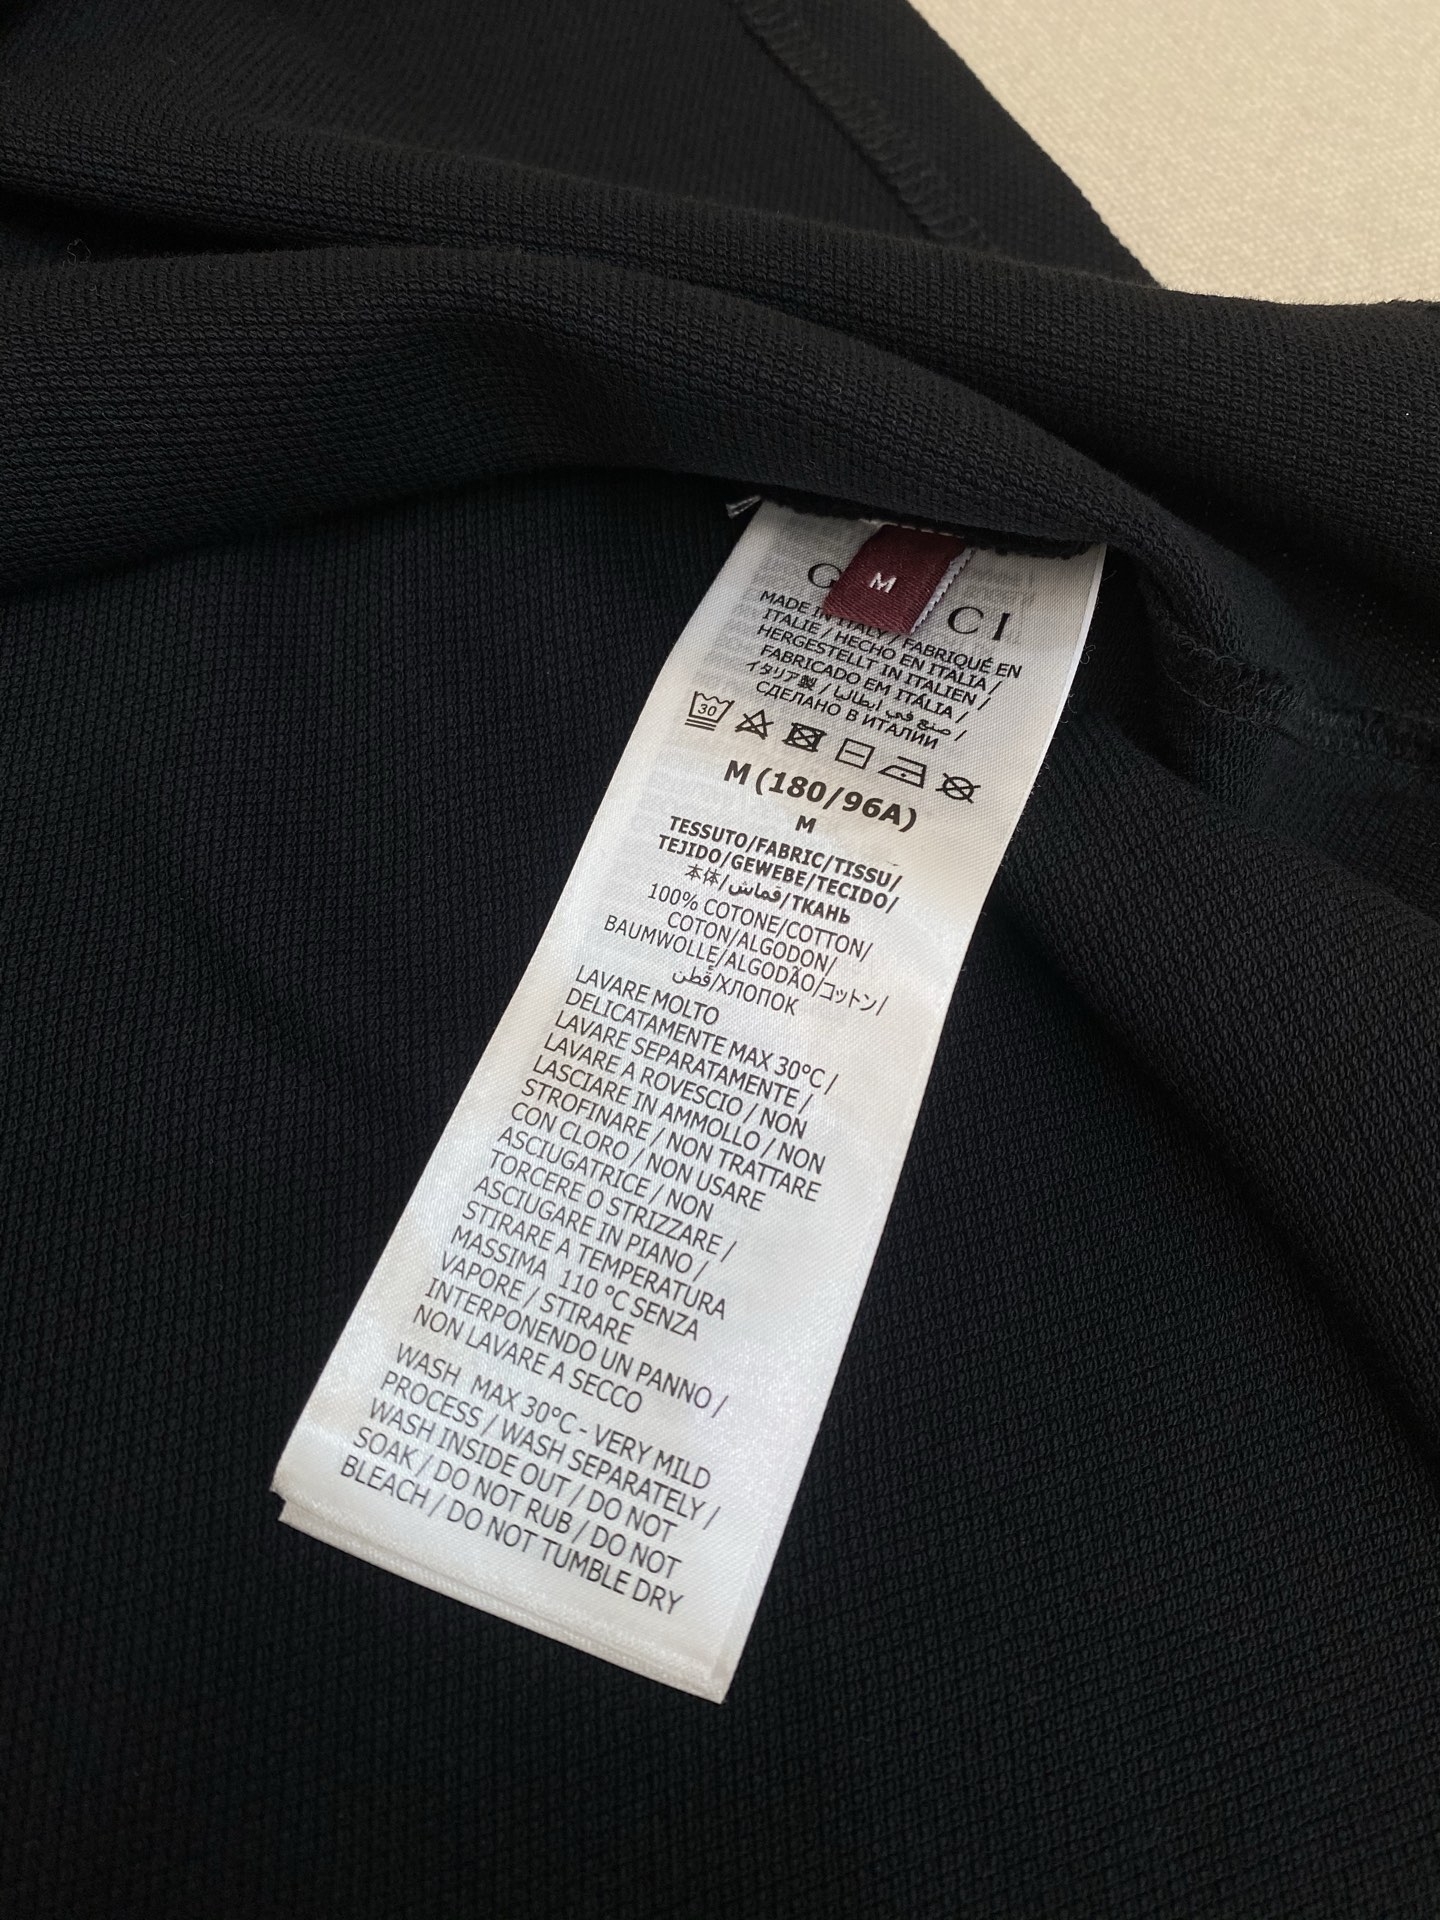 M
G CI
MADE IN ITALY / FABRIQUÉ EN
ITALIE / HECHO EN ITALIA /
HERGESTELLT IN ITALIEN /
FABRICADO EM ITÁLIA /
イタリア製 / صنع في ايطاليا /
СДЕЛАНО В ИТАЛИИ
30
M (180/96A)
M
TESSUTO/FABRIC/TISSU/
TEJIDO/GEWEBE/TECIDO/
本体/قماش/ТКАНЬ
100% COTONE/COTTON/
COTON/ALGODON/
BAUMWOLLE/ALGODÃO/コットン/
قُطن/ХЛОПОК
LAVARE MOLTO
DELICATAMENTE MAX 30°C /
LAVARE SEPARATAMENTE /
LAVARE A ROVESCIO / NON
LASCIARE IN AMMOLLO / NON
STROFINARE / NON TRATTARE
CON CLORO / NON USARE
ASCIUGATRICE / NON
TORCERE O STRIZZARE /
ASCIUGARE IN PIANO /
STIRARE A TEMPERATURA
MASSIMA 110 °C SENZA
VAPORE / STIRARE
INTERPONENDO UN PANNO /
NON LAVARE A SECCO
WASH MAX 30°C - VERY MILD
PROCESS / WASH SEPARATELY /
WASH INSIDE OUT / DO NOT
SOAK / DO NOT RUB / DO NOT
BLEACH / DO NOT TUMBLE DRY